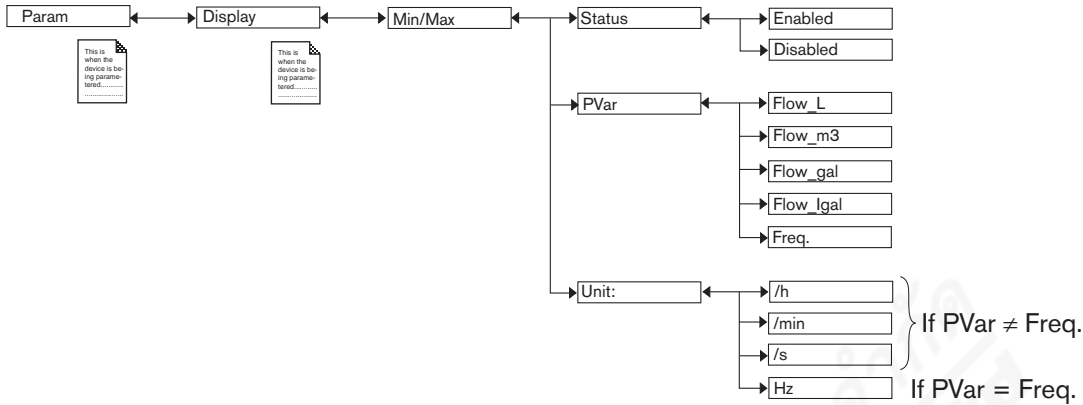 Param
Display
Min/Max
Status
Enabled
Disabled
This is
when the
device is be-
ing parame-
tered...........
...................
This is
when the
device is be-
ing parame-
tered...........
...................
PVar
Flow_L
Flow_m3
Flow_gal
Flow_Igal
Freq.
Unit:
/h
/min
/s
If PVar ≠ Freq.
Hz
If PVar = Freq.